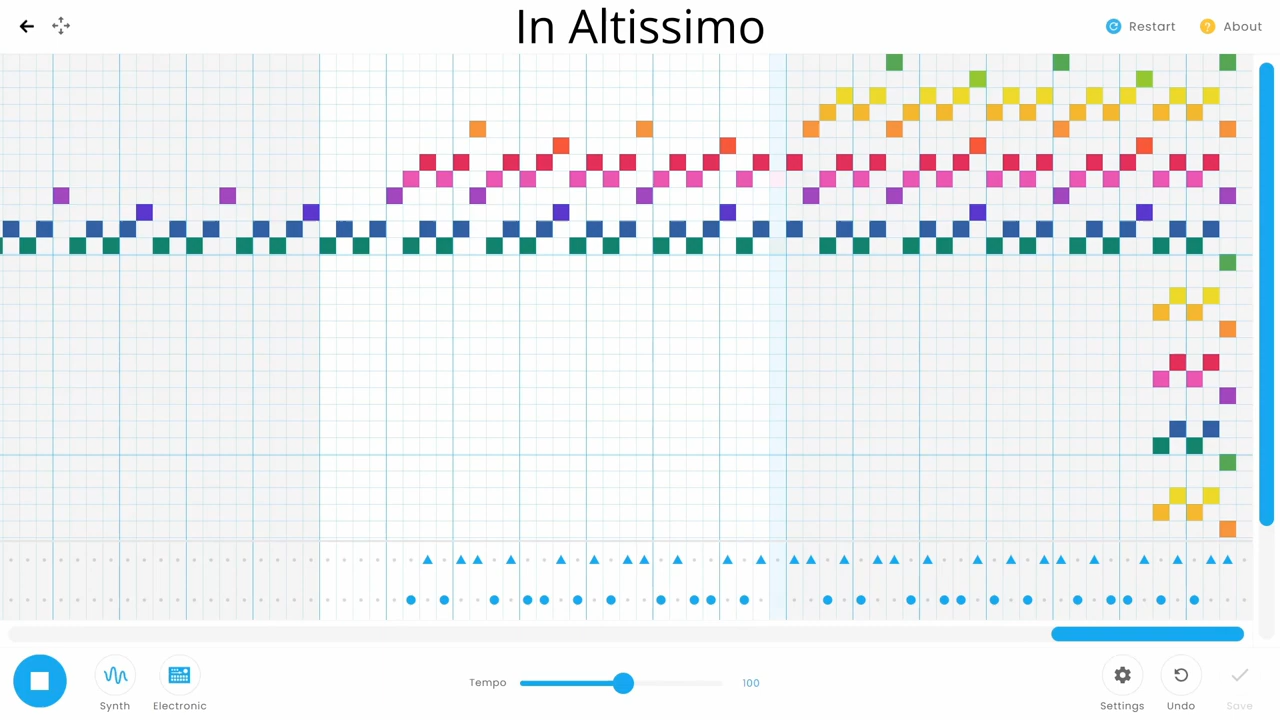 In Altissimo
Restart
About
Tempo
100
Synth
Electronic
Settings
Undo
Save